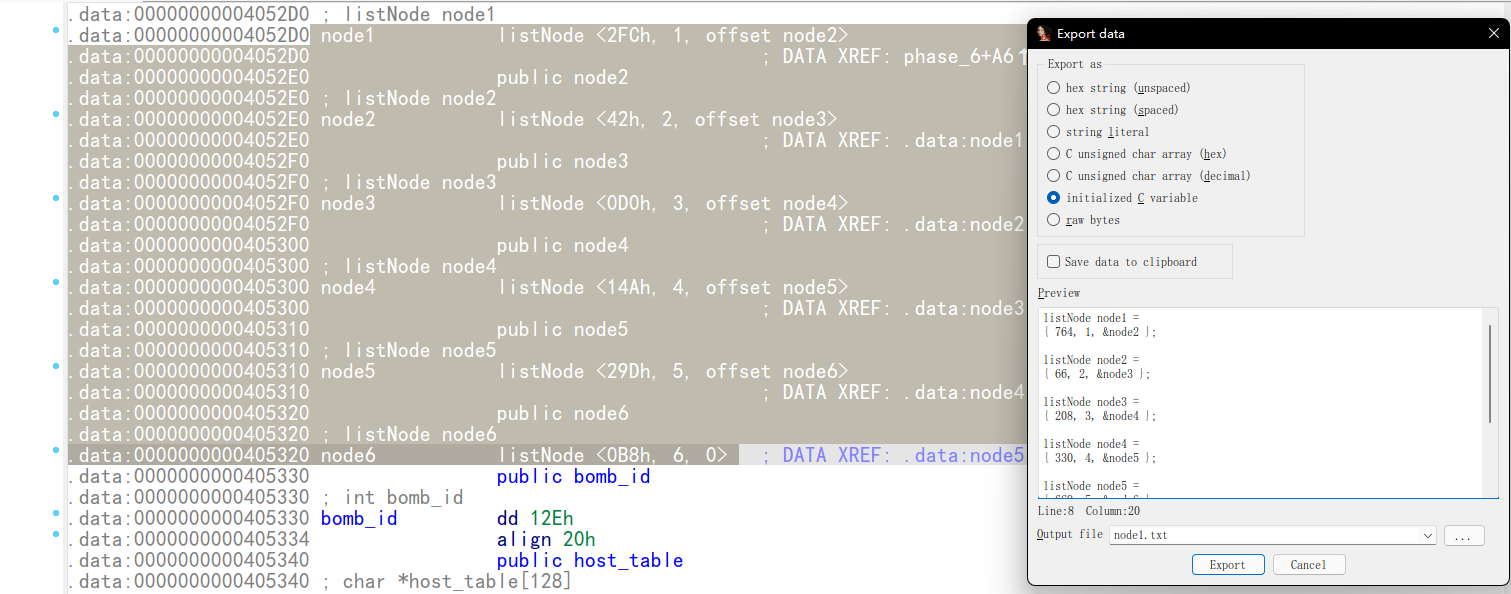 .data:00000000004052D0 ; listNode node1
.data:00000000004052D0 node1 listNode <2FCh, 1, offset node2>
.data:00000000004052D0 ; DATA XREF: phase_6+A6↑
.data:00000000004052E0 public node2
.data:00000000004052E0 ; listNode node2
.data:00000000004052E0 node2 listNode <42h, 2, offset node3>
.data:00000000004052E0 ; DATA XREF: .data:node1
.data:00000000004052F0 public node3
.data:00000000004052F0 ; listNode node3
.data:00000000004052F0 node3 listNode <0D0h, 3, offset node4>
.data:00000000004052F0 ; DATA XREF: .data:node2
.data:0000000000405300 public node4
.data:0000000000405300 ; listNode node4
.data:0000000000405300 node4 listNode <14Ah, 4, offset node5>
.data:0000000000405300 ; DATA XREF: .data:node3
.data:0000000000405310 public node5
.data:0000000000405310 ; listNode node5
.data:0000000000405310 node5 listNode <29Dh, 5, offset node6>
.data:0000000000405310 ; DATA XREF: .data:node4
.data:0000000000405320 public node6
.data:0000000000405320 ; listNode node6
.data:0000000000405320 node6 listNode <0B8h, 6, 0> ; DATA XREF: .data:node5
.data:0000000000405330 public bomb_id
.data:0000000000405330 ; int bomb_id
.data:0000000000405330 bomb_id dd 12Eh
.data:0000000000405334 align 20h
.data:0000000000405340 public host_table
.data:0000000000405340 ; char *host_table[128]
Export data
Export as
hex string (unspaced)
hex string (spaced)
string literal
C unsigned char array (hex)
C unsigned char array (decimal)
initialized C variable
raw bytes
Save data to clipboard
Preview
listNode node1 =
{ 764, 1, &node2 };
listNode node2 =
{ 66, 2, &node3 };
listNode node3 =
{ 208, 3, &node4 };
listNode node4 =
{ 330, 4, &node5 };
listNode node5 =
Line:8 Column:20
Output file node1.txt ...
Export Cancel